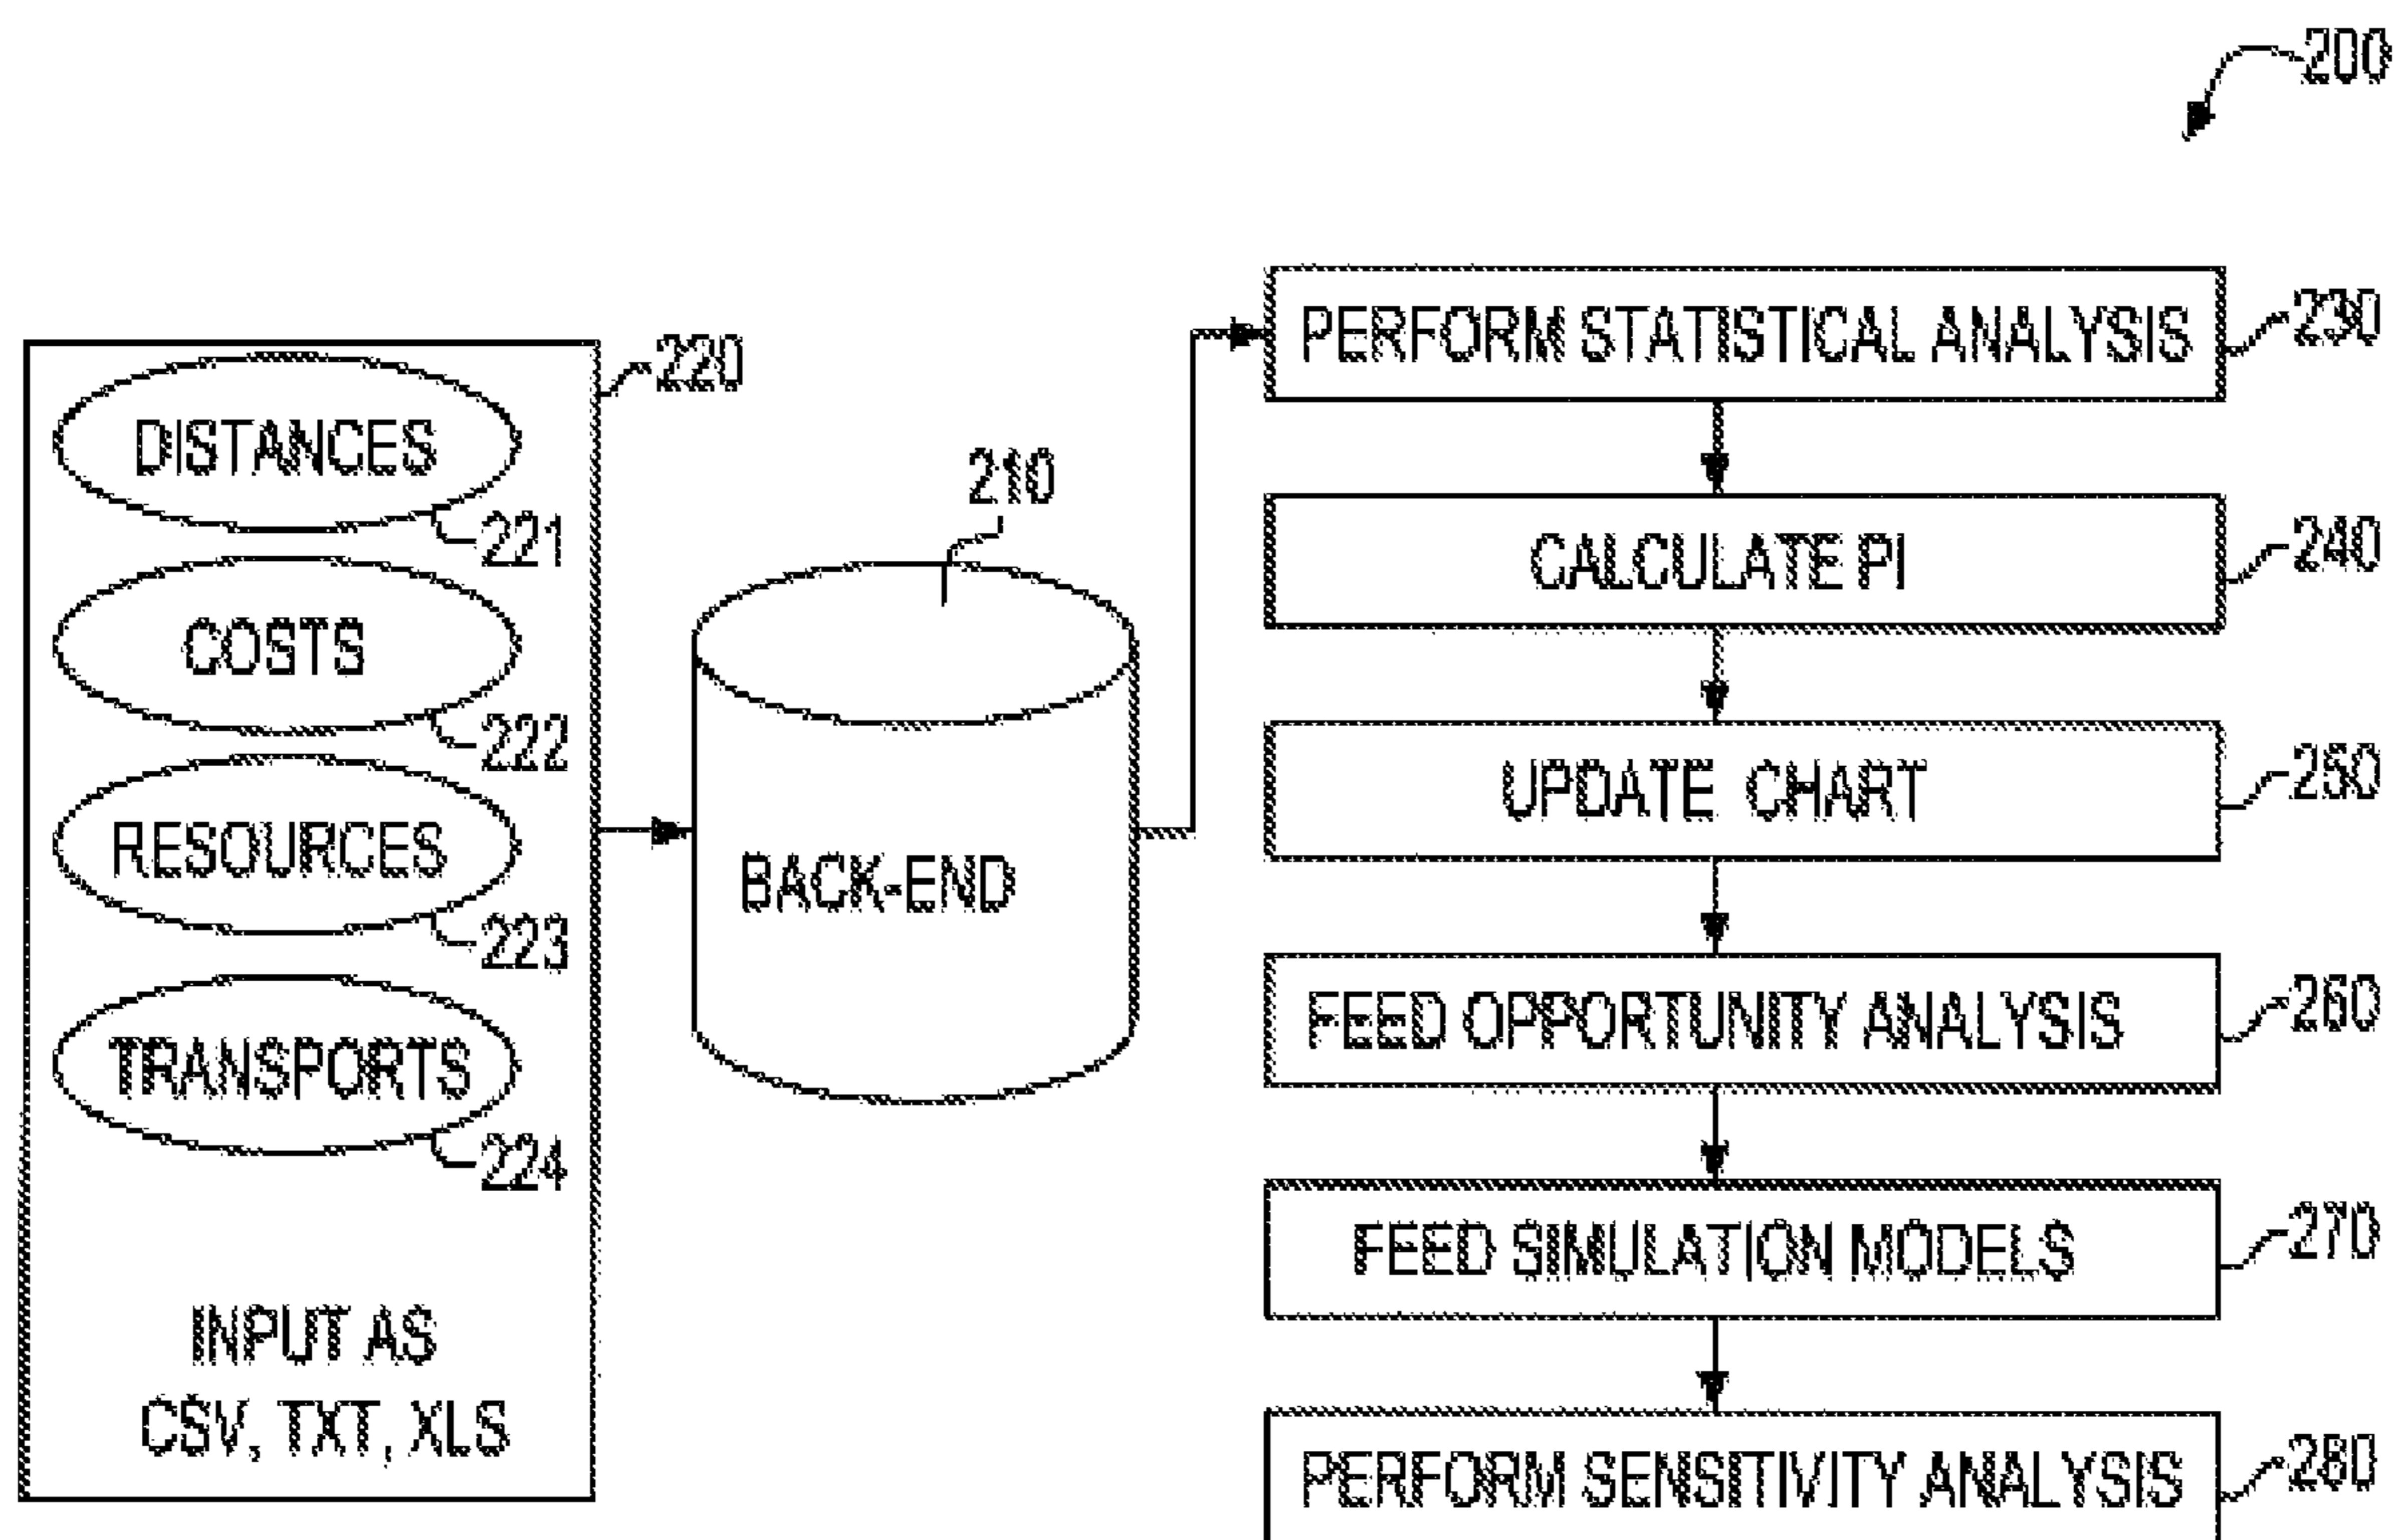 200
220
DISTANCES
221
COSTS
222
RESOURCES
223
TRANSPORTS
224
INPUT AS
CSV, TXT, XLS
210
BACK-END
PERFORM STATISTICAL ANALYSIS
230
CALCULATE PI
240
UPDATE CHART
250
FEED OPPORTUNITY ANALYSIS
260
FEED SIMULATION MODELS
270
PERFORM SENSITIVITY ANALYSIS
280